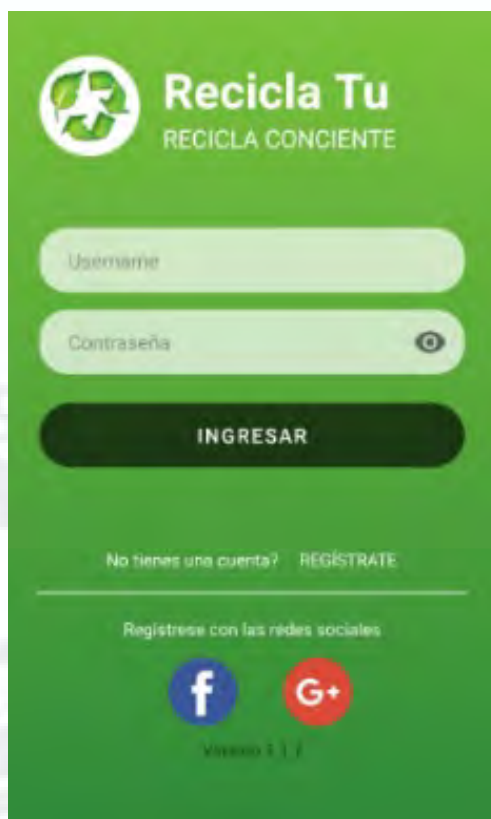 Recicla Tu
RECICLA CONCIENTE
Username
Contraseña
INGRESAR
No tienes una cuenta? REGÍSTRATE
Registrese con las redes sociales
f G+